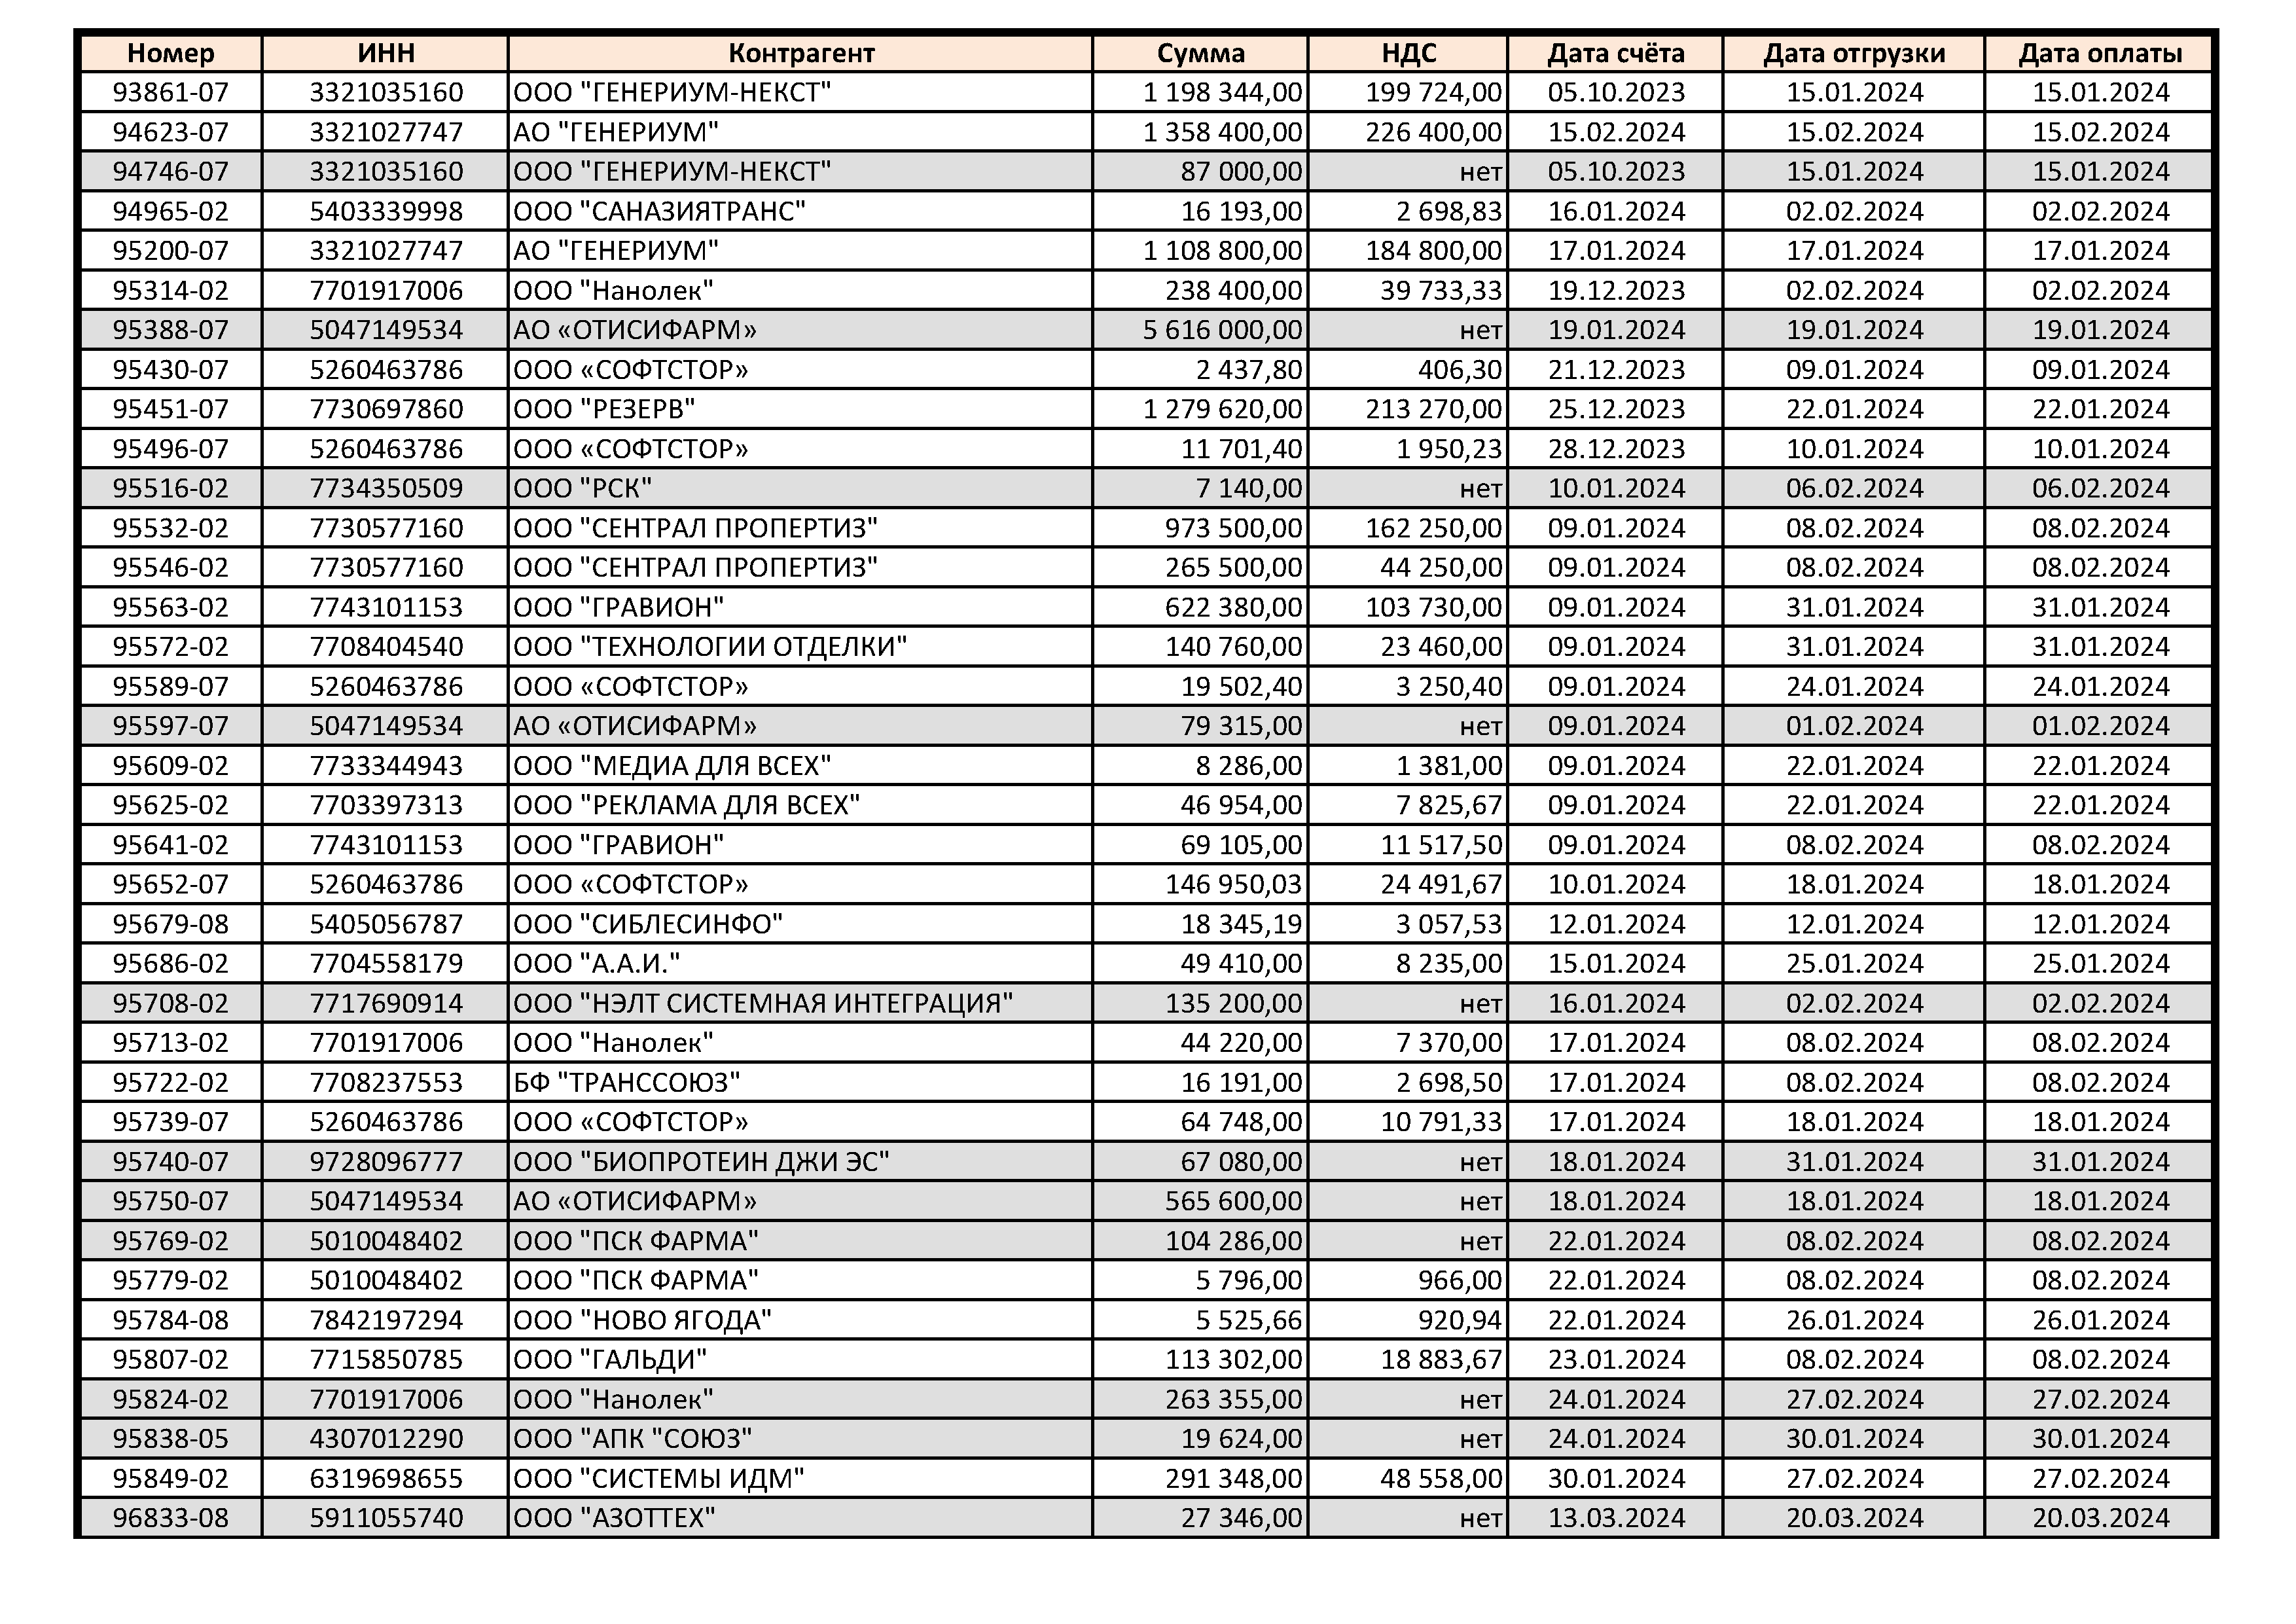 Номер ИНН Контрагент Сумма НДС Дата счёта Дата отгрузки Дата оплаты
93861-07 3321035160 ООО "ГЕНЕРИУМ-НЕКСТ" 1 198 344,00 199 724,00 05.10.2023 15.01.2024 15.01.2024
94623-07 3321027747 АО "ГЕНЕРИУМ" 1 358 400,00 226 400,00 15.02.2024 15.02.2024 15.02.2024
94746-07 3321035160 ООО "ГЕНЕРИУМ-НЕКСТ" 87 000,00 нет 05.10.2023 15.01.2024 15.01.2024
94965-02 5403339998 ООО "САНАЗИЯТРАНС" 16 193,00 2 698,83 16.01.2024 02.02.2024 02.02.2024
95200-07 3321027747 АО "ГЕНЕРИУМ" 1 108 800,00 184 800,00 17.01.2024 17.01.2024 17.01.2024
95314-02 7701917006 ООО "Нанолек" 238 400,00 39 733,33 19.12.2023 02.02.2024 02.02.2024
95388-07 5047149534 АО «ОТИСИФАРМ» 5 616 000,00 нет 19.01.2024 19.01.2024 19.01.2024
95430-07 5260463786 ООО «СОФТСТОР» 2 437,80 406,30 21.12.2023 09.01.2024 09.01.2024
95451-07 7730697860 ООО "РЕЗЕРВ" 1 279 620,00 213 270,00 25.12.2023 22.01.2024 22.01.2024
95496-07 5260463786 ООО «СОФТСТОР» 11 701,40 1 950,23 28.12.2023 10.01.2024 10.01.2024
95516-02 7734350509 ООО "РСК" 7 140,00 нет 10.01.2024 06.02.2024 06.02.2024
95532-02 7730577160 ООО "СЕНТРАЛ ПРОПЕРТИЗ" 973 500,00 162 250,00 09.01.2024 08.02.2024 08.02.2024
95546-02 7730577160 ООО "СЕНТРАЛ ПРОПЕРТИЗ" 265 500,00 44 250,00 09.01.2024 08.02.2024 08.02.2024
95563-02 7743101153 ООО "ГРАВИОН" 622 380,00 103 730,00 09.01.2024 31.01.2024 31.01.2024
95572-02 7708404540 ООО "ТЕХНОЛОГИИ ОТДЕЛКИ" 140 760,00 23 460,00 09.01.2024 31.01.2024 31.01.2024
95589-07 5260463786 ООО «СОФТСТОР» 19 502,40 3 250,40 09.01.2024 24.01.2024 24.01.2024
95597-07 5047149534 АО «ОТИСИФАРМ» 79 315,00 нет 09.01.2024 01.02.2024 01.02.2024
95609-02 7733344943 ООО "МЕДИА ДЛЯ ВСЕХ" 8 286,00 1 381,00 09.01.2024 22.01.2024 22.01.2024
95625-02 7703397313 ООО "РЕКЛАМА ДЛЯ ВСЕХ" 46 954,00 7 825,67 09.01.2024 22.01.2024 22.01.2024
95641-02 7743101153 ООО "ГРАВИОН" 69 105,00 11 517,50 09.01.2024 08.02.2024 08.02.2024
95652-07 5260463786 ООО «СОФТСТОР» 146 950,03 24 491,67 10.01.2024 18.01.2024 18.01.2024
95679-08 5405056787 ООО "СИБЛЕСИНФО" 18 345,19 3 057,53 12.01.2024 12.01.2024 12.01.2024
95686-02 7704558179 ООО "А.А.И." 49 410,00 8 235,00 15.01.2024 25.01.2024 25.01.2024
95708-02 7717690914 ООО "НЭЛТ СИСТЕМНАЯ ИНТЕГРАЦИЯ" 135 200,00 нет 16.01.2024 02.02.2024 02.02.2024
95713-02 7701917006 ООО "Нанолек" 44 220,00 7 370,00 17.01.2024 08.02.2024 08.02.2024
95722-02 7708237553 БФ "ТРАНССОЮЗ" 16 191,00 2 698,50 17.01.2024 08.02.2024 08.02.2024
95739-07 5260463786 ООО «СОФТСТОР» 64 748,00 10 791,33 17.01.2024 18.01.2024 18.01.2024
95740-07 9728096777 ООО "БИОПРОТЕИН ДЖИ ЭС" 67 080,00 нет 18.01.2024 31.01.2024 31.01.2024
95750-07 5047149534 АО «ОТИСИФАРМ» 565 600,00 нет 18.01.2024 18.01.2024 18.01.2024
95769-02 5010048402 ООО "ПСК ФАРМА" 104 286,00 нет 22.01.2024 08.02.2024 08.02.2024
95779-02 5010048402 ООО "ПСК ФАРМА" 5 796,00 966,00 22.01.2024 08.02.2024 08.02.2024
95784-08 7842197294 ООО "НОВО ЯГОДА" 5 525,66 920,94 22.01.2024 26.01.2024 26.01.2024
95807-02 7715850785 ООО "ГАЛЬДИ" 113 302,00 18 883,67 23.01.2024 08.02.2024 08.02.2024
95824-02 7701917006 ООО "Нанолек" 263 355,00 нет 24.01.2024 27.02.2024 27.02.2024
95838-05 4307012290 ООО "АПК "СОЮЗ" 19 624,00 нет 24.01.2024 30.01.2024 30.01.2024
95849-02 6319698655 ООО "СИСТЕМЫ ИДМ" 291 348,00 48 558,00 30.01.2024 27.02.2024 27.02.2024
96833-08 5911055740 ООО "АЗОТТЕХ" 27 346,00 нет 13.03.2024 20.03.2024 20.03.2024